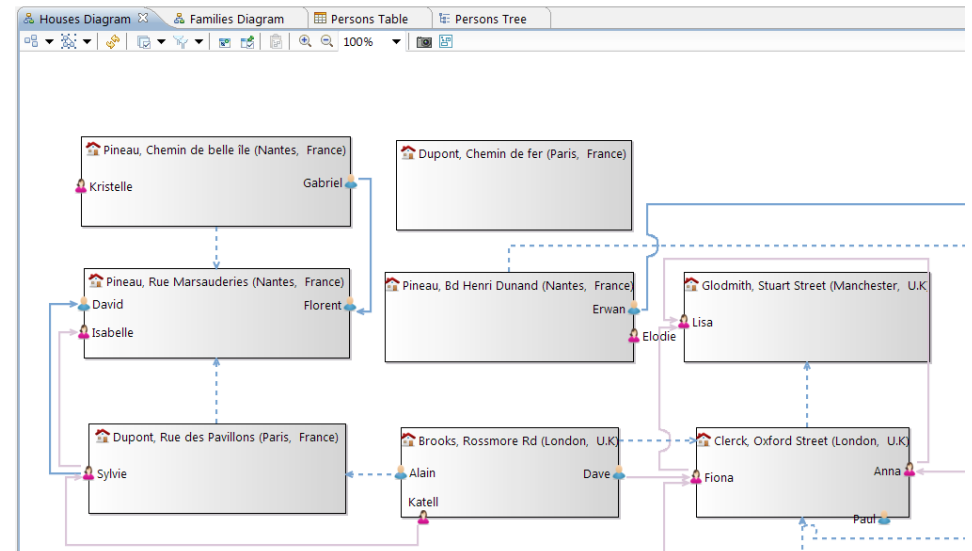 Houses Diagram
Families Diagram
Persons Table
Persons Tree
100%
Pineau, Chemin de belle île (Nantes, France)
Kristelle
Gabriel
Dupont, Chemin de fer (Paris, France)
Pineau, Rue Marsauderies (Nantes, France)
David
Florent
Isabelle
Pineau, Bd Henri Dunand (Nantes, France)
Erwan
Elodie
Glodmith, Stuart Street (Manchester, U.K
Lisa
Dupont, Rue des Pavillons (Paris, France)
Sylvie
Brooks, Rossmore Rd (London, U.K)
Alain
Dave
Katell
Clerck, Oxford Street (London, U.K)
Anna
Fiona
Paul